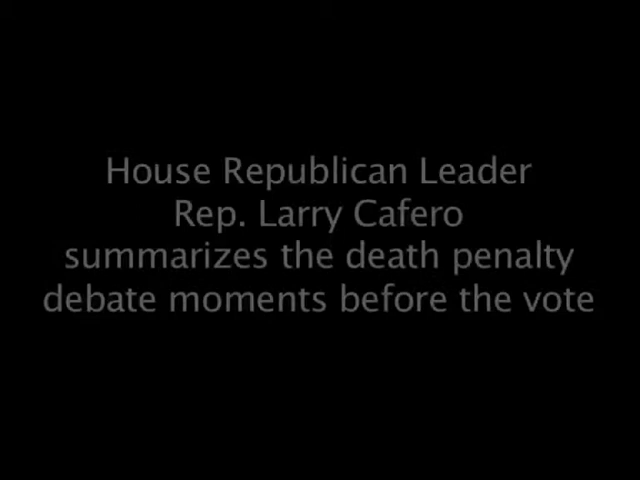 House Republican Leader
Rep. Larry Cafero
summarizes the death penalty
debate moments before the vote